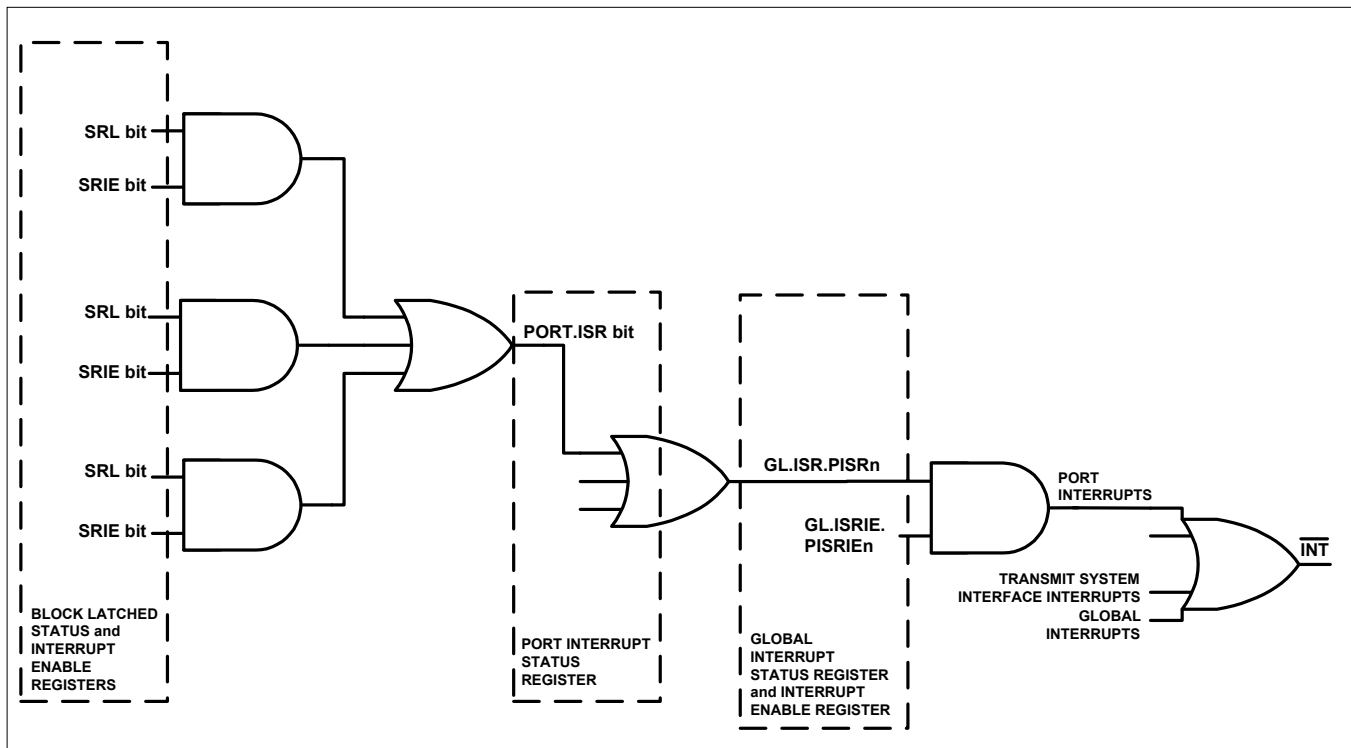 SRL bit
SRIE bit
SRL bit
SRIE bit
SRL bit
SRIE bit
BLOCK LATCHED
STATUS and
INTERRUPT
ENABLE
REGISTERS
PORT.ISR bit
PORT INTERRUPT
STATUS
REGISTER
GL.ISR.PISRn
GL.ISRIE.
PISRIEn
GLOBAL
INTERRUPT
STATUS REGISTER
and INTERRUPT
ENABLE REGISTER
PORT
INTERRUPTS
TRANSMIT SYSTEM
INTERFACE INTERRUPTS
GLOBAL
INTERRUPTS
INT